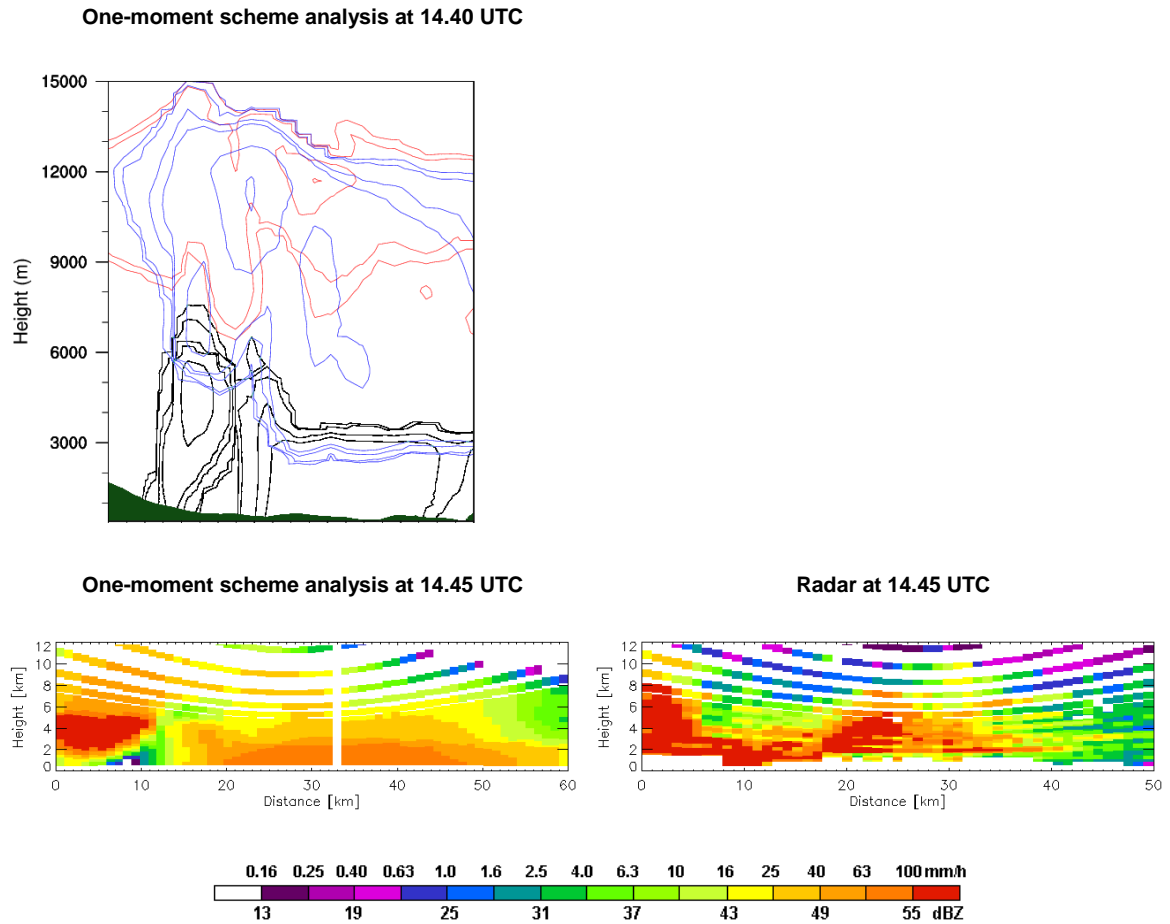 One-moment scheme analysis at 14.40 UTC
15000
12000
9000
6000
3000
Height (m)
One-moment scheme analysis at 14.45 UTC
Radar at 14.45 UTC
12
10
8
6
4
2
0
Height [km]
0 10 20 30 40 50 60
Distance [km]
12
10
8
6
4
2
0
Height [km]
0 10 20 30 40 50
Distance [km]
0.16 0.25 0.40 0.63 1.0 1.6 2.5 4.0 6.3 10 16 25 40 63 100 mm/h
13 19 25 31 37 43 49 55 dBZ